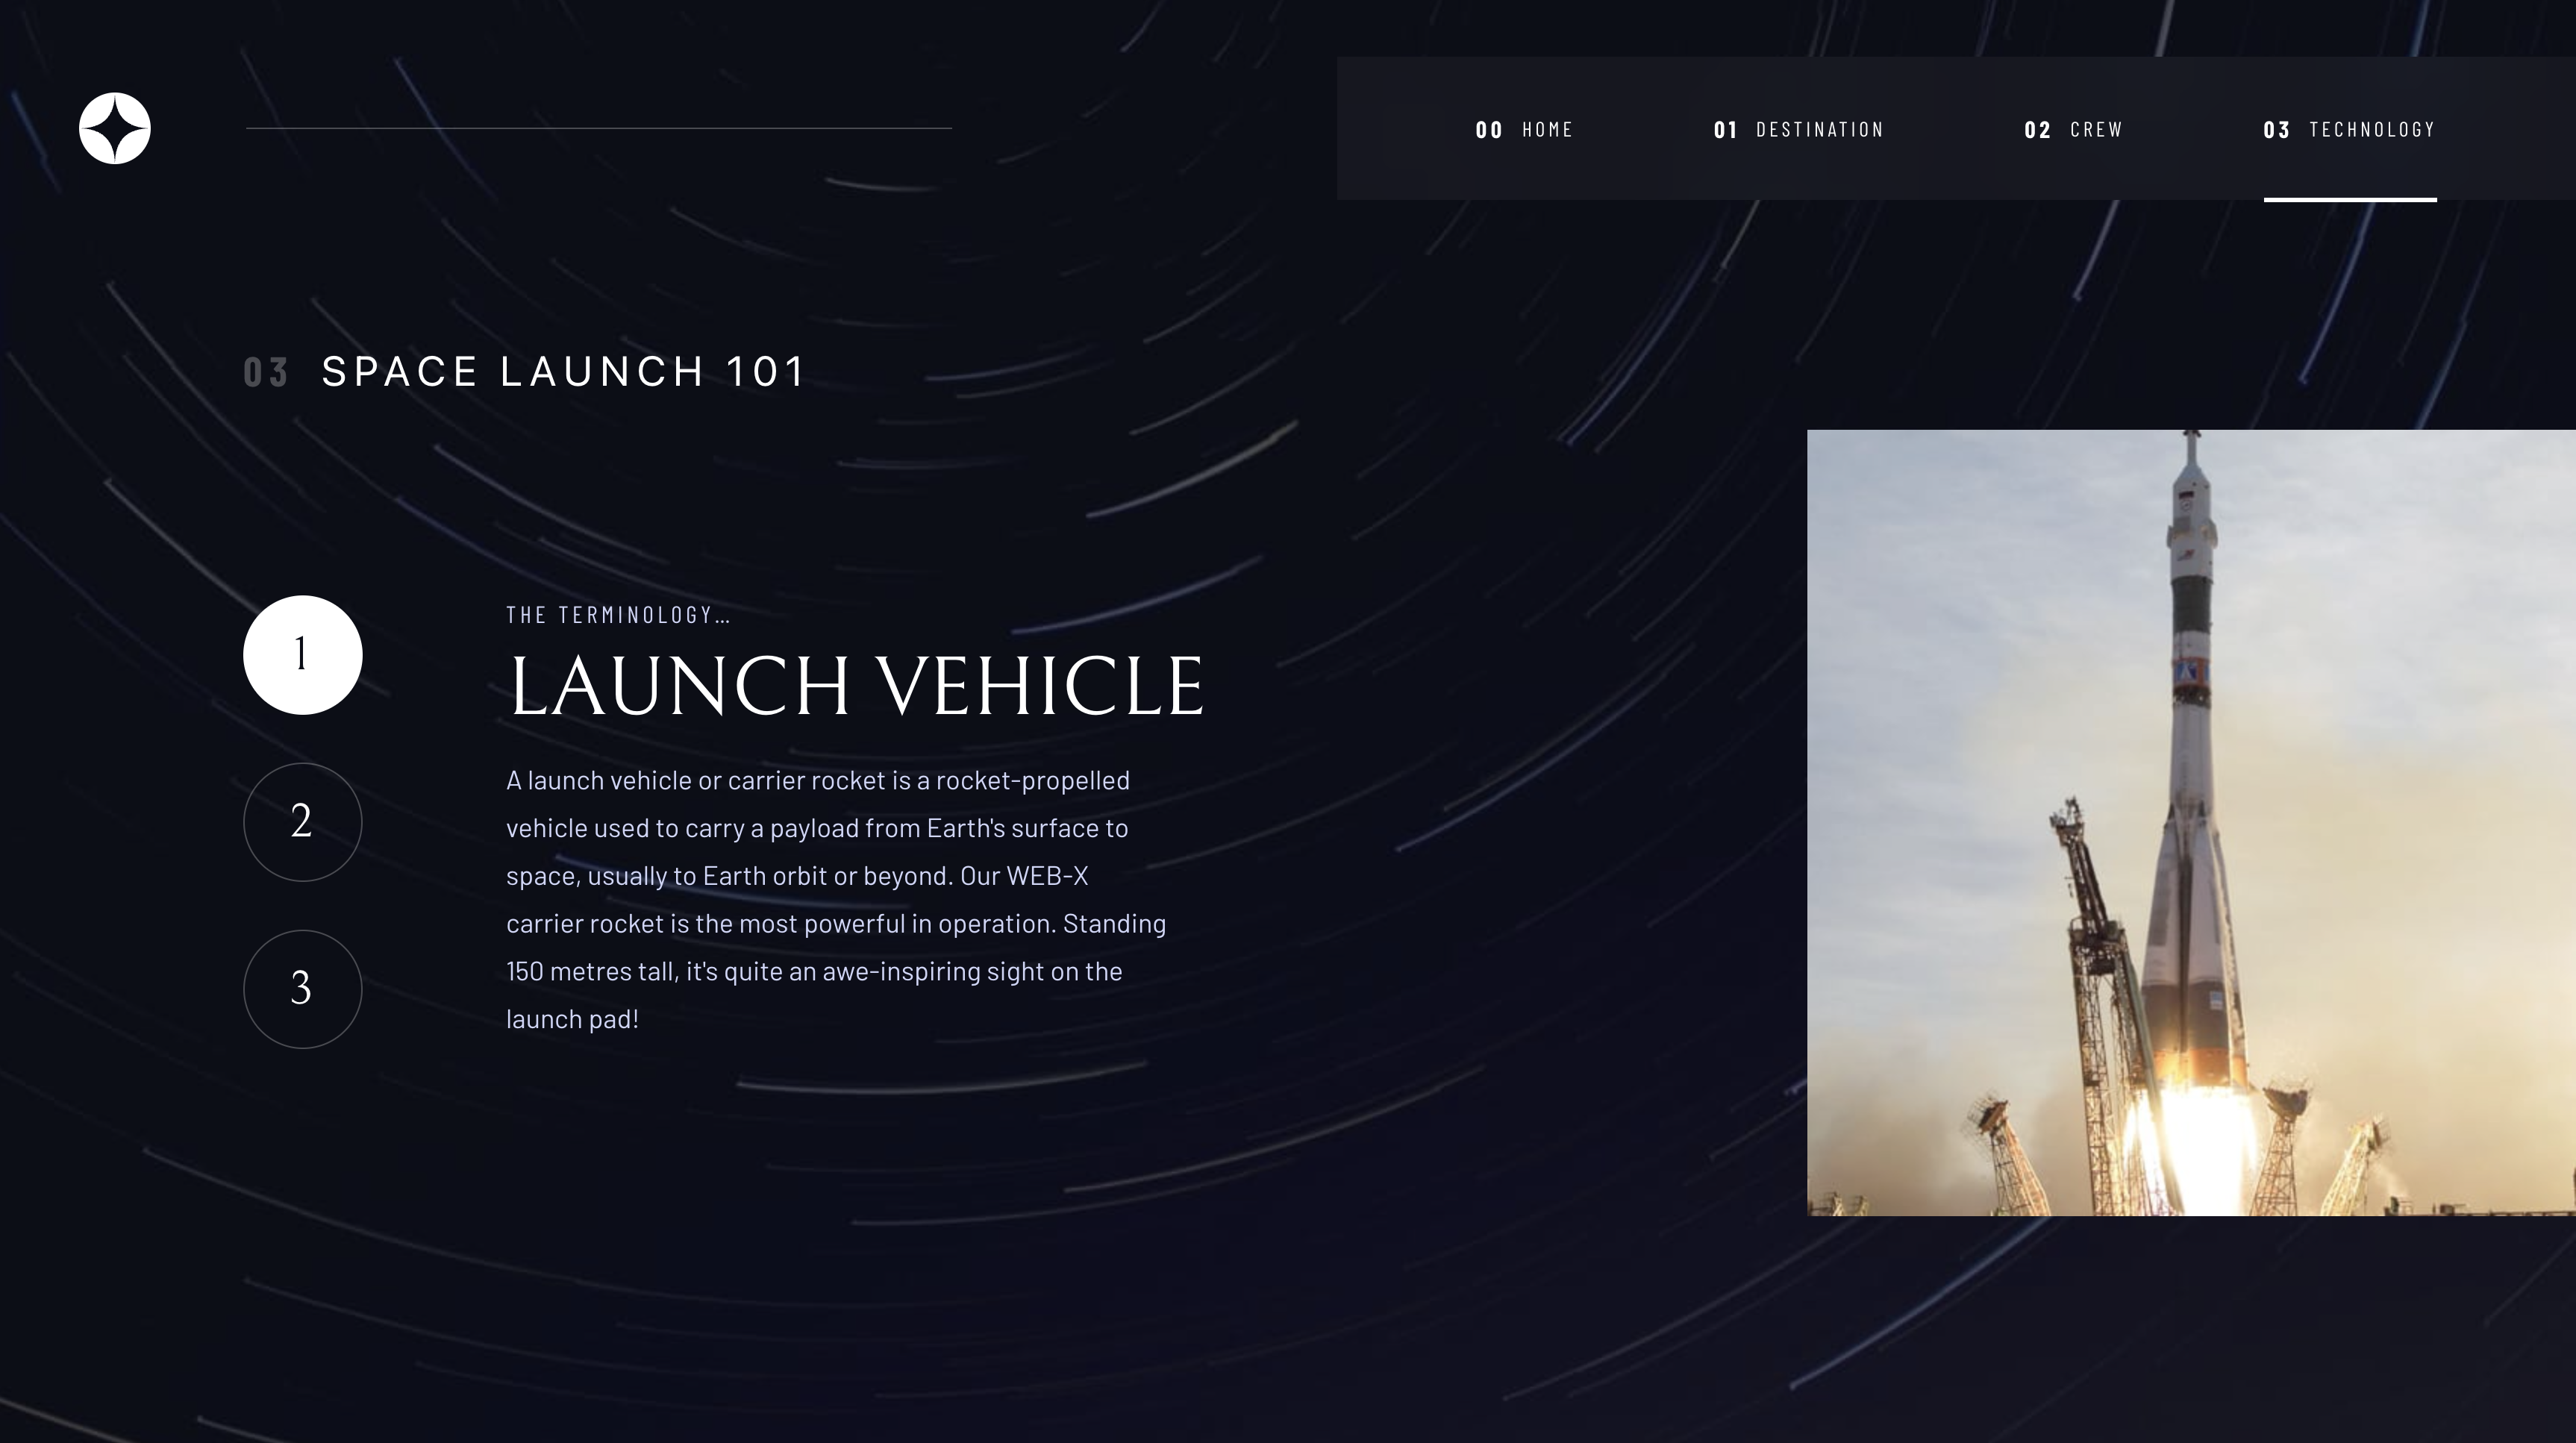 00 HOME 01 DESTINATION 02 CREW 03 TECHNOLOGY
03 SPACE LAUNCH 101
1
2
3
THE TERMINOLOGY...
LAUNCH VEHICLE
A launch vehicle or carrier rocket is a rocket-propelled
vehicle used to carry a payload from Earth's surface to
space, usually to Earth orbit or beyond. Our WEB-X
carrier rocket is the most powerful in operation. Standing
150 metres tall, it's quite an awe-inspiring sight on the
launch pad!